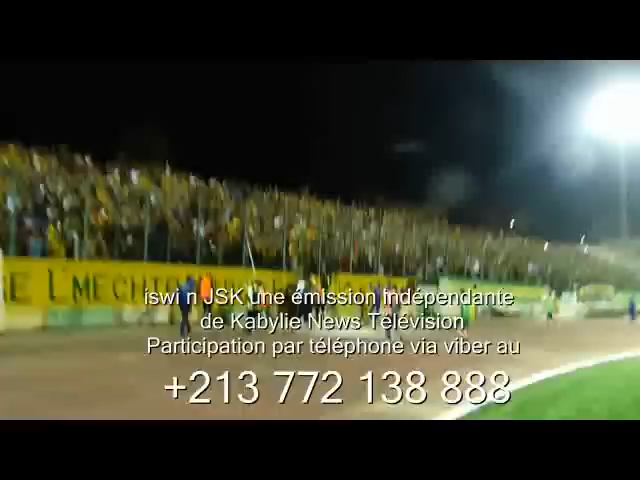 E L'MECHT
iswi n JSK une émission indépendante
de Kabylie News Télévision
Participation par téléphone via viber au
+213 772 138 888